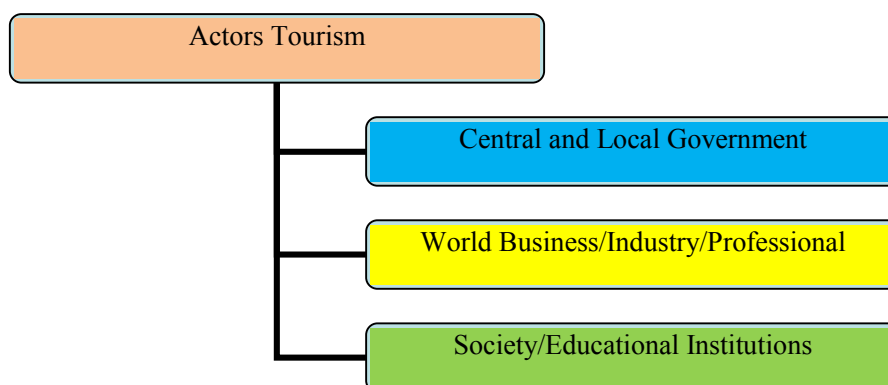 Actors Tourism
Central and Local Government
World Business/Industry/Professional
Society/Educational Institutions